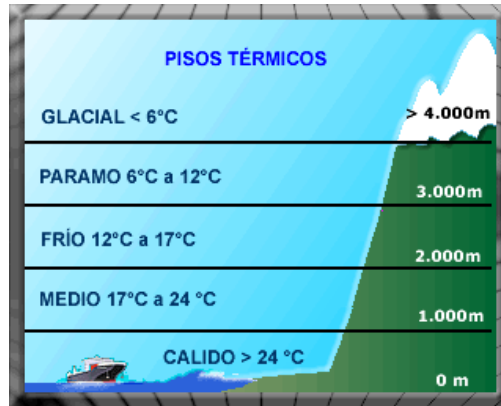 PISOS TÉRMICOS
GLACIAL < 6°C
> 4.000m
PARAMO 6°C a 12°C
3.000m
FRÍO 12°C a 17°C
2.000m
MEDIO 17°C a 24 °C
1.000m
CALIDO > 24 °C
0 m